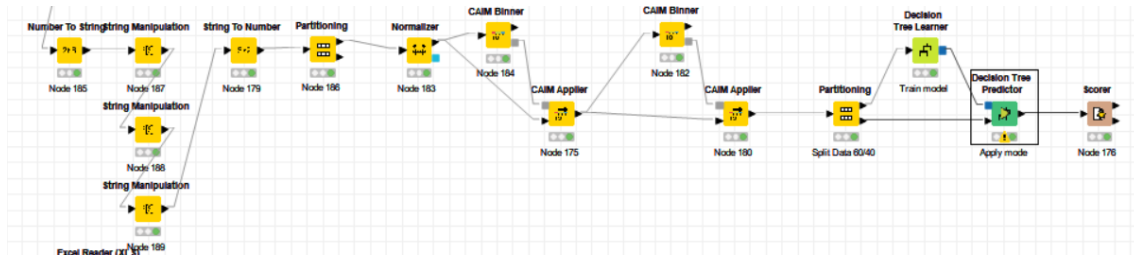 Number To String
String Manipulation
String To Number
Partitioning
Normalizer
CAIM Binner
CAIM Binner
Decision
Tree Learner
Node 185
Node 187
Node 179
Node 186
Node 183
Node 184
Node 182
Train model
String Manipulation
CAIM Applier
CAIM Applier
Partitioning
Decision Tree
Predictor
Scorer
Node 188
Node 175
Node 180
Split Data 60/40
Apply mode
Node 176
String Manipulation
Node 189
Excel Reader (XLS)